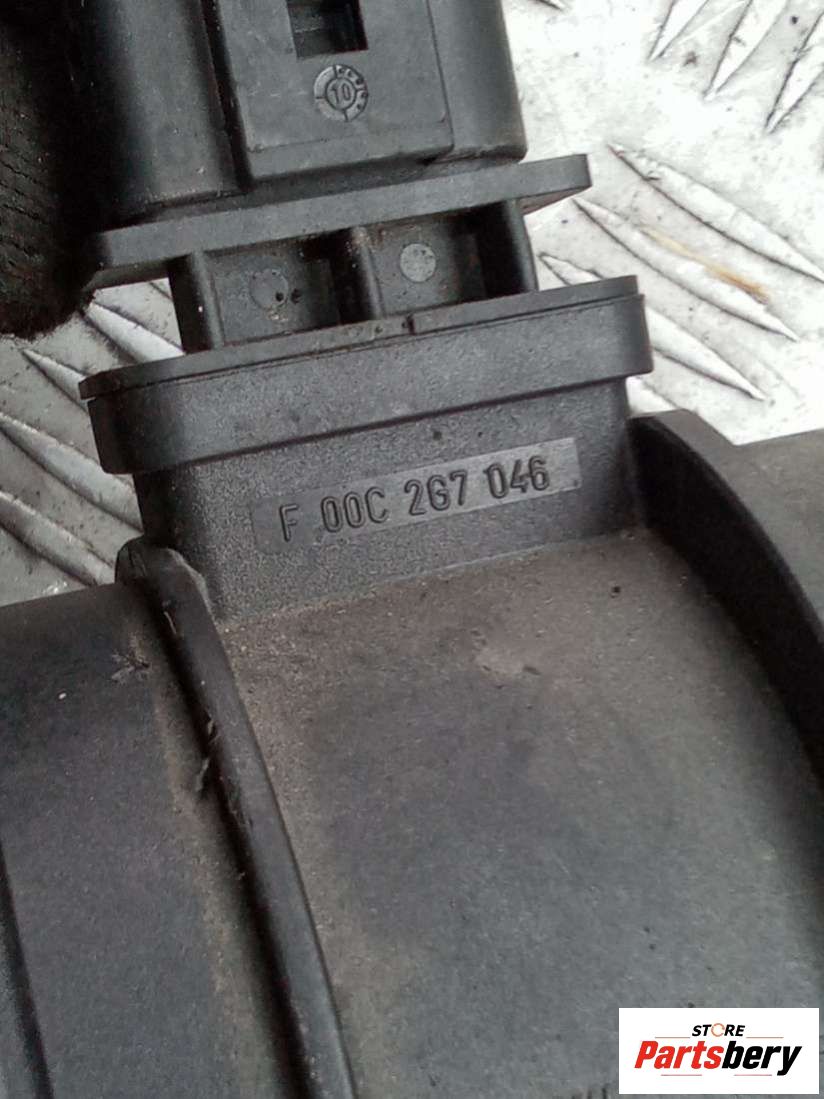 10
F 00C 2G7 046
STORE
Partsbery